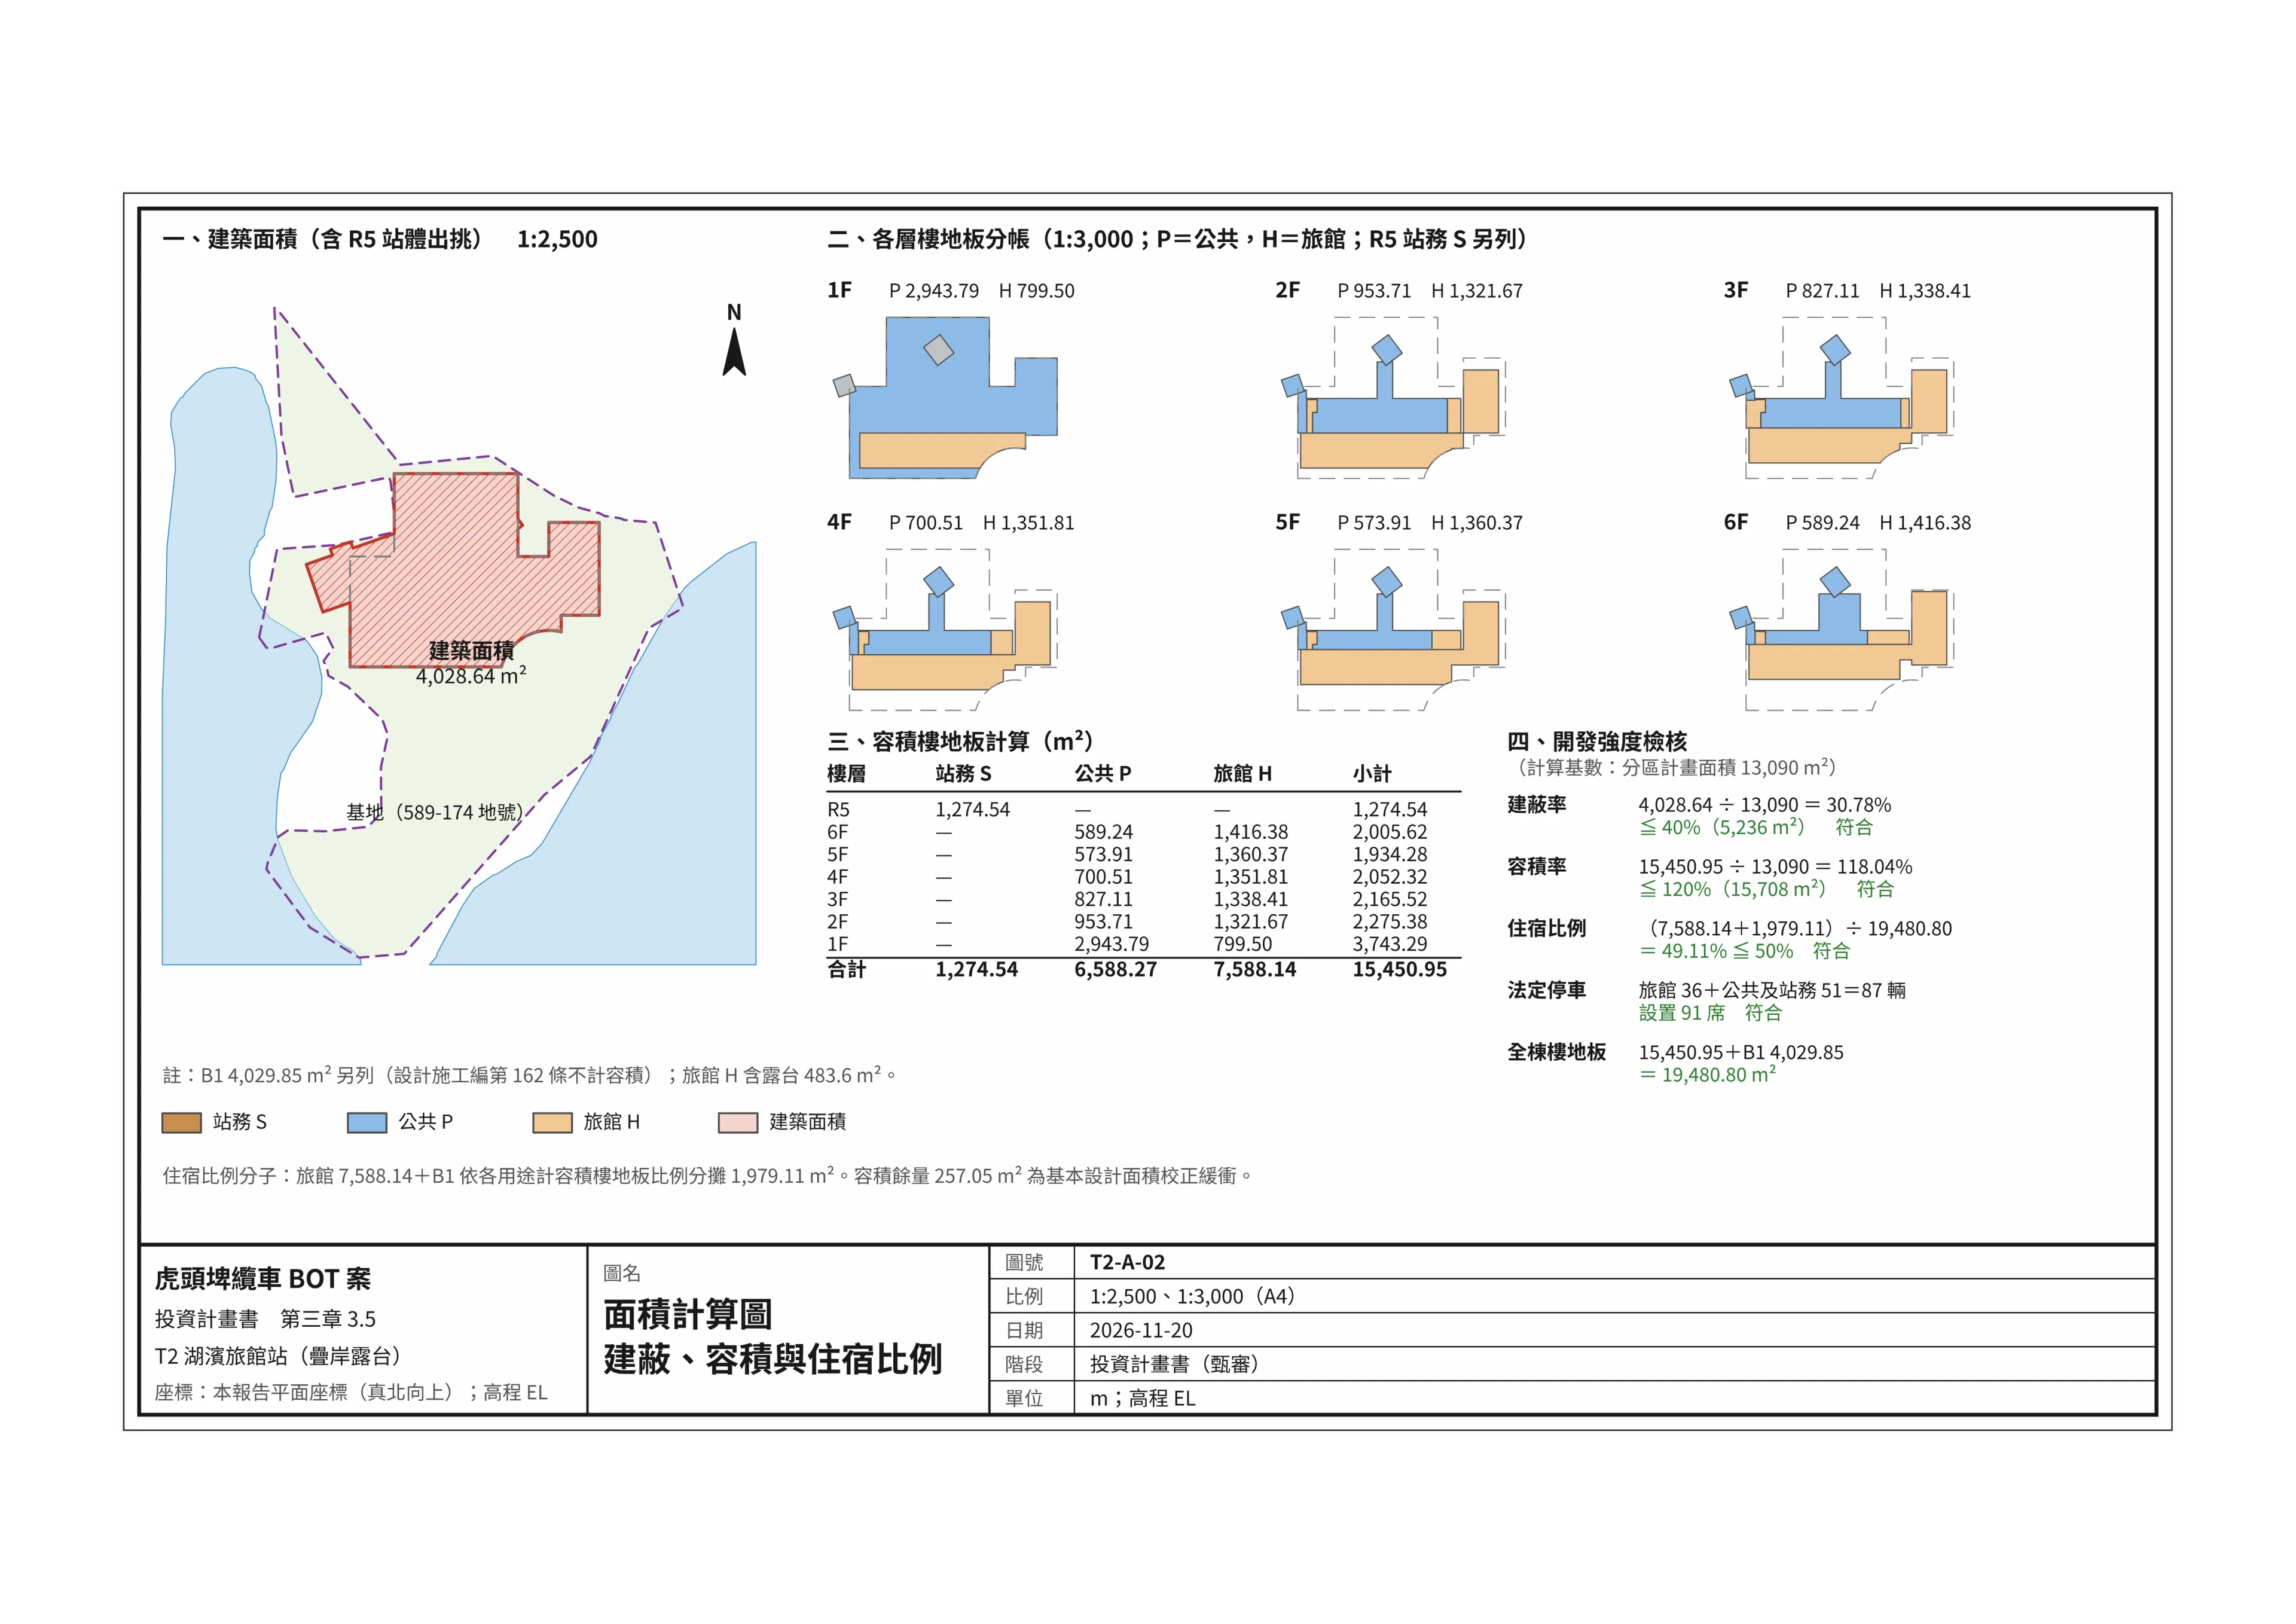 一、建築面積（含 R5 站體出挑） 1:2,500
N
建築面積
4,028.64 m²
基地（589-174 地號）
二、各層樓地板分帳（1:3,000；P＝公共，H＝旅館；R5 站務 S 另列）
1F P 2,943.79 H 799.50
2F P 953.71 H 1,321.67
3F P 827.11 H 1,338.41
4F P 700.51 H 1,351.81
5F P 573.91 H 1,360.37
6F P 589.24 H 1,416.38
三、容積樓地板計算（m²）
樓層 站務 S 公共 P 旅館 H 小計
R5 1,274.54 — — 1,274.54
6F — 589.24 1,416.38 2,005.62
5F — 573.91 1,360.37 1,934.28
4F — 700.51 1,351.81 2,052.32
3F — 827.11 1,338.41 2,165.52
2F — 953.71 1,321.67 2,275.38
1F — 2,943.79 799.50 3,743.29
合計 1,274.54 6,588.27 7,588.14 15,450.95
四、開發強度檢核
（計算基數：分區計畫面積 13,090 m²）
建蔽率 4,028.64 ÷ 13,090 ＝ 30.78%
≦ 40%（5,236 m²） 符合
容積率 15,450.95 ÷ 13,090 ＝ 118.04%
≦ 120%（15,708 m²） 符合
住宿比例 （7,588.14＋1,979.11）÷ 19,480.80
＝ 49.11% ≦ 50% 符合
法定停車 旅館 36＋公共及站務 51＝87 輛
設置 91 席 符合
全棟樓地板 15,450.95＋B1 4,029.85
＝ 19,480.80 m²
註：B1 4,029.85 m² 另列（設計施工編第 162 條不計容積）；旅館 H 含露台 483.6 m²。
站務 S 公共 P 旅館 H 建築面積
住宿比例分子：旅館 7,588.14＋B1 依各用途計容積樓地板比例分攤 1,979.11 m²。容積餘量 257.05 m² 為基本設計面積校正緩衝。
虎頭埤纜車 BOT 案
投資計畫書 第三章 3.5
T2 湖濱旅館站（疊岸露台）
座標：本報告平面座標（真北向上）；高程 EL
圖名
面積計算圖
建蔽、容積與住宿比例
圖號 T2-A-02
比例 1:2,500、1:3,000（A4）
日期 2026-11-20
階段 投資計畫書（甄審）
單位 m；高程 EL